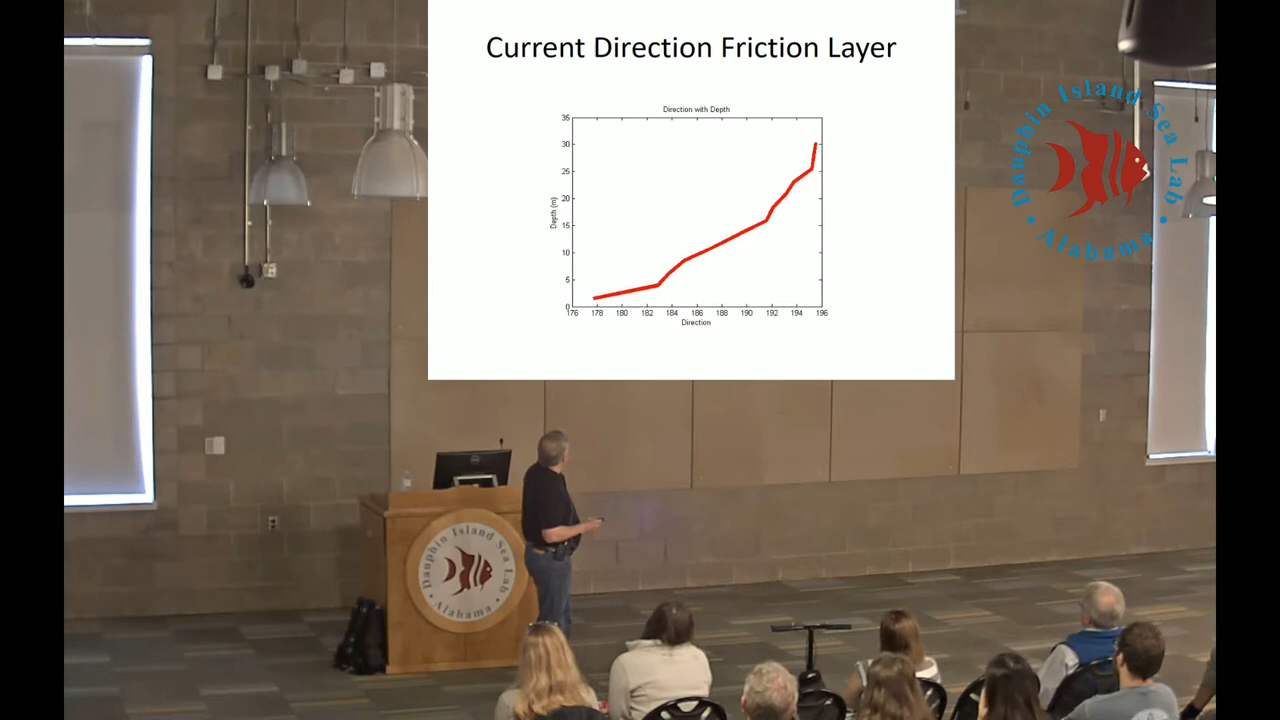 Current Direction Friction Layer
Direction with Depth
35
30
25
20
15
10
5
0
Depth (m)
176 178 180 182 184 186 188 190 192 194 196
Direction
Dauphin Island Sea Lab
• Alabama •
Dauphin Island Sea Lab
• Alabama •